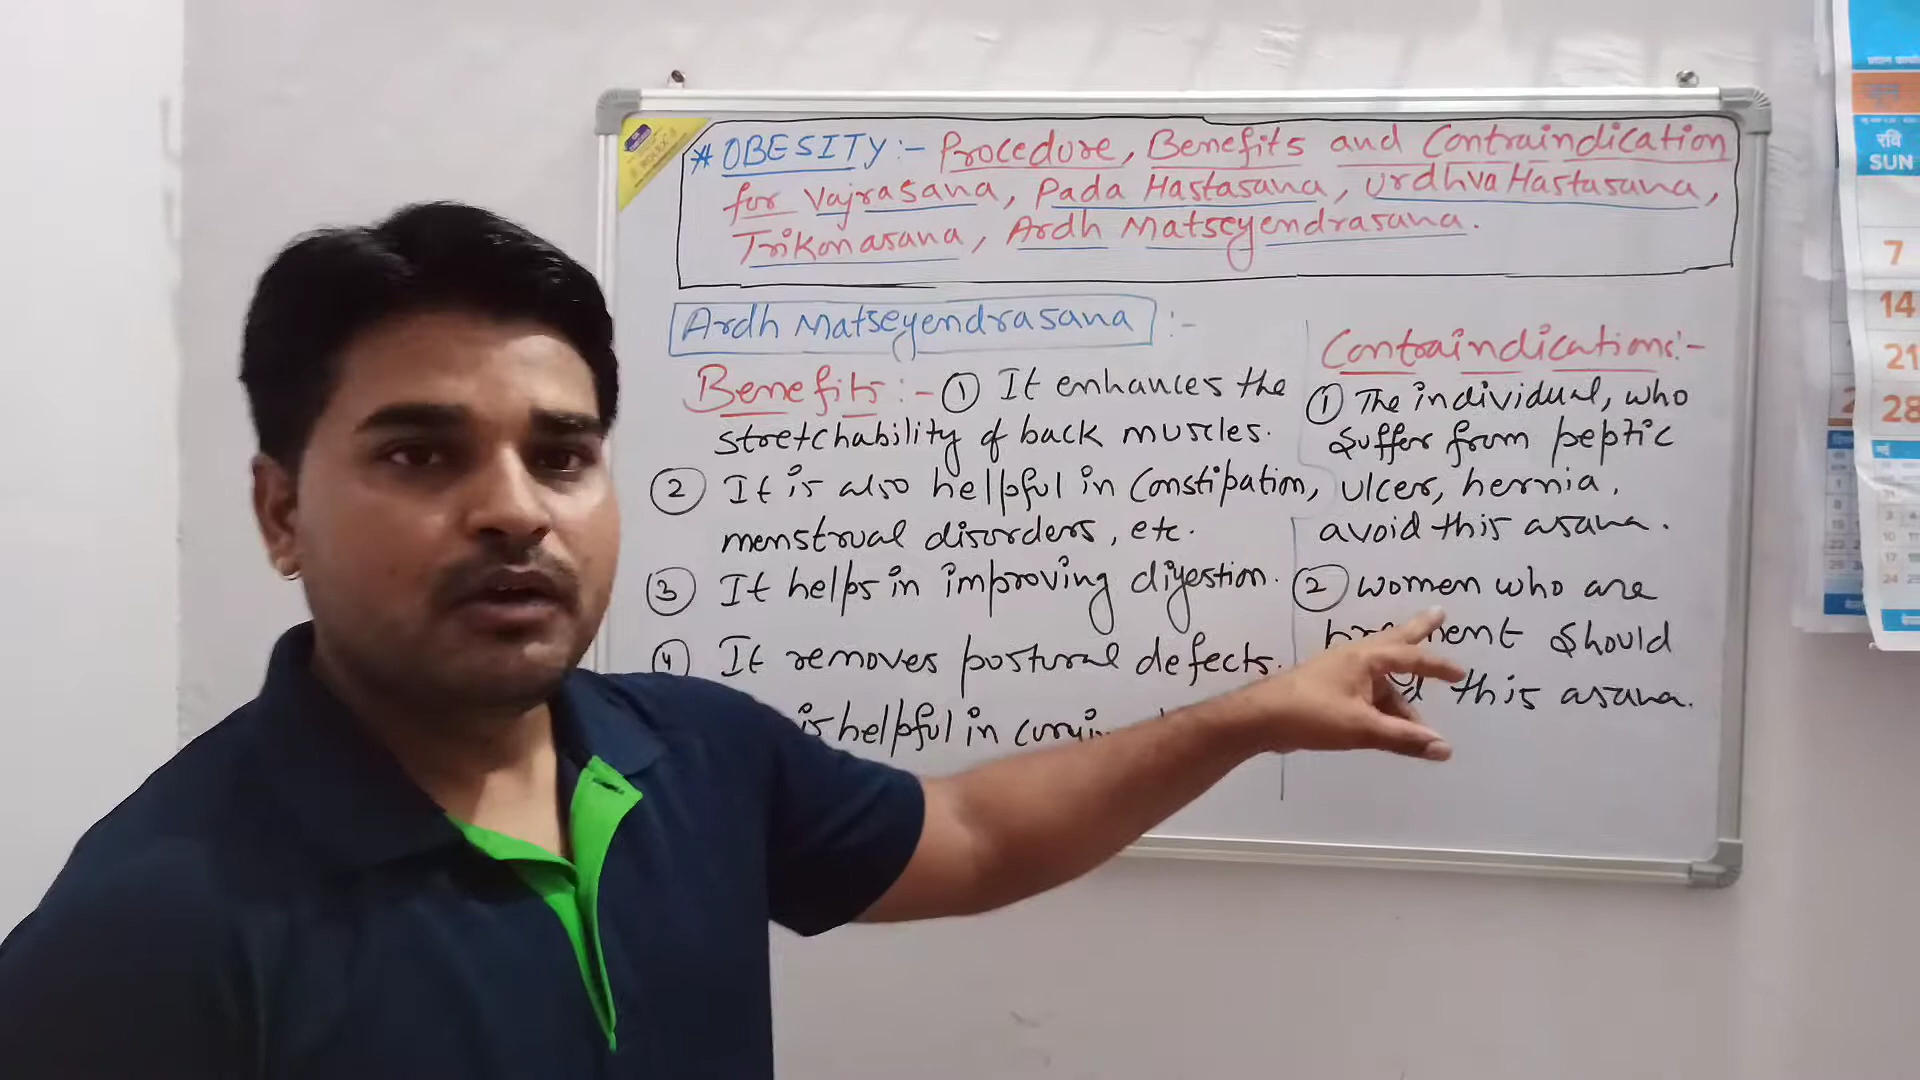 * OBESITY :- Procedure, Benefits and Contraindication
for Vajrasana, Pada Hastasana, Urdhva Hastasana,
Trikonasana, Ardh Matseyendrasana.
Ardh Matseyendrasana :-
Benefits :- ① It enhances the
stretchability of back muscles.
② It is also helpful in Constipation,
menstrual disorders, etc.
③ It helps in improving digestion.
④ It removes postural defects.
is helpful in
Contraindications:-
① The individual, who
suffer from peptic
ulcer, hernia,
avoid this asana.
② women who are
should
this asana.
रवि
SUN
7
14
21
28